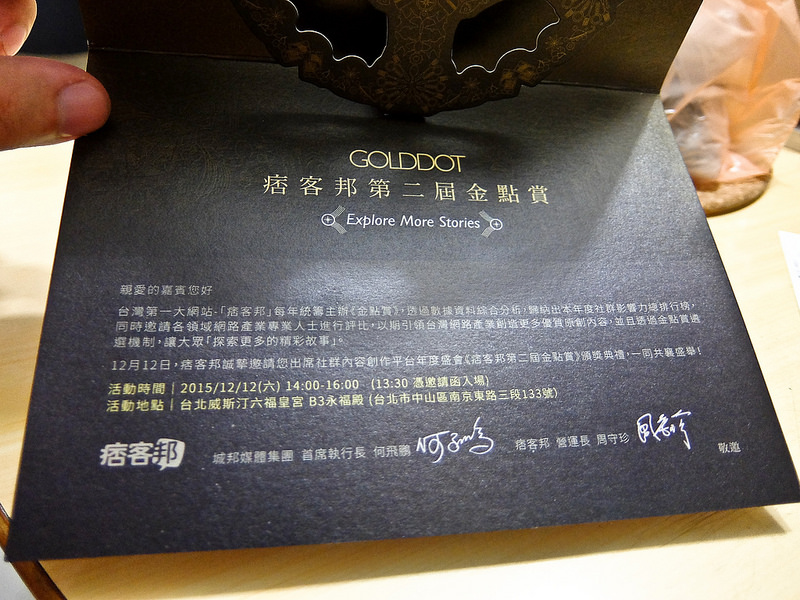 GOLDDOT
痞客邦第二屆金點賞
Explore More Stories
親愛的嘉賓您好
台灣第一大網站-「痞客邦」每年統籌主辦《金點賞》，透過數據資料綜合分析，歸納出本年度社群影響力總排行榜，
同時邀請各領域網路產業專業人士進行評比，以期引領台灣網路產業創造更多優質原創內容，並且透過金點賞遴
選機制，讓大眾「探索更多的精彩故事」。
12月12日，痞客邦誠摯邀請您出席社群內容創作平台年度盛會《痞客邦第二屆金點賞》頒獎典禮，一同共襄盛舉！
活動時間｜2015/12/12(六) 14:00-16:00 (13:30 憑邀請函入場)
活動地點｜台北威斯汀六福皇宮 B3永福殿 (台北市中山區南京東路三段133號)
痞客邦 城邦媒體集團 首席執行長 何飛鵬 何飛鵬 痞客邦 營運長 周守珍 周守珍 敬邀